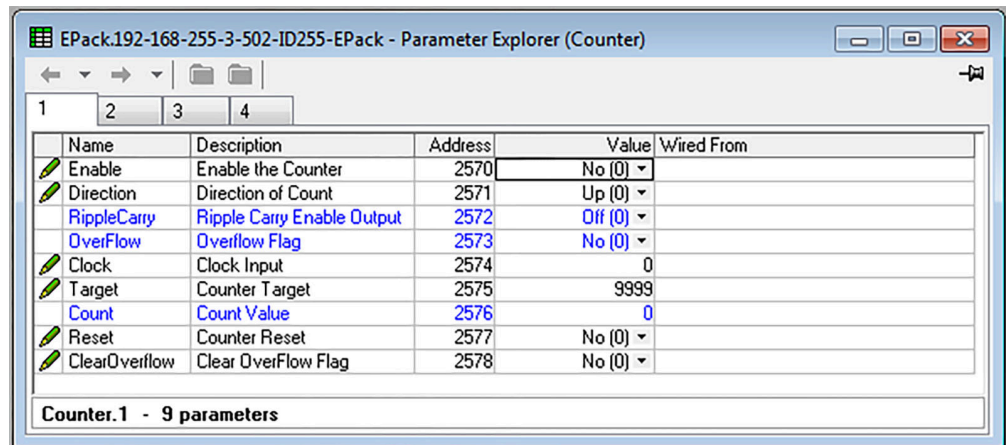 EPack.192-168-255-3-502-ID255-EPack - Parameter Explorer (Counter)
1 2 3 4
Name Description Address Value Wired From
Enable Enable the Counter 2570 No (0)
Direction Direction of Count 2571 Up (0)
RippleCarry Ripple Carry Enable Output 2572 Off (0)
OverFlow Overflow Flag 2573 No (0)
Clock Clock Input 2574 0
Target Counter Target 2575 9999
Count Count Value 2576 0
Reset Counter Reset 2577 No (0)
ClearOverflow Clear OverFlow Flag 2578 No (0)
Counter.1 - 9 parameters